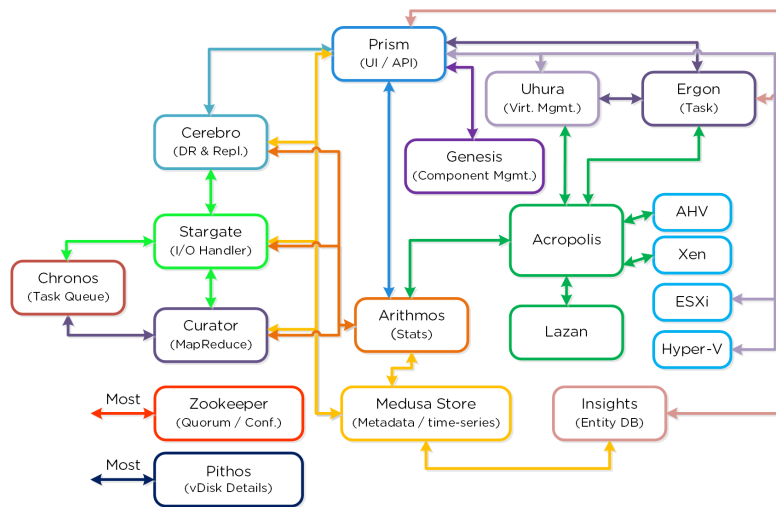 Prism
(UI / API)
Uhura
(Virt. Mgmt.)
Ergon
(Task)
Cerebro
(DR & Repl.)
Genesis
(Component Mgmt.)
AHV
Stargate
(I/O Handler)
Acropolis
Xen
Chronos
(Task Queue)
ESXi
Curator
(MapReduce)
Arithmos
(Stats)
Lazan
Hyper-V
Most
Zookeeper
(Quorum / Conf.)
Medusa Store
(Metadata / time-series)
Insights
(Entity DB)
Most
Pithos
(vDisk Details)